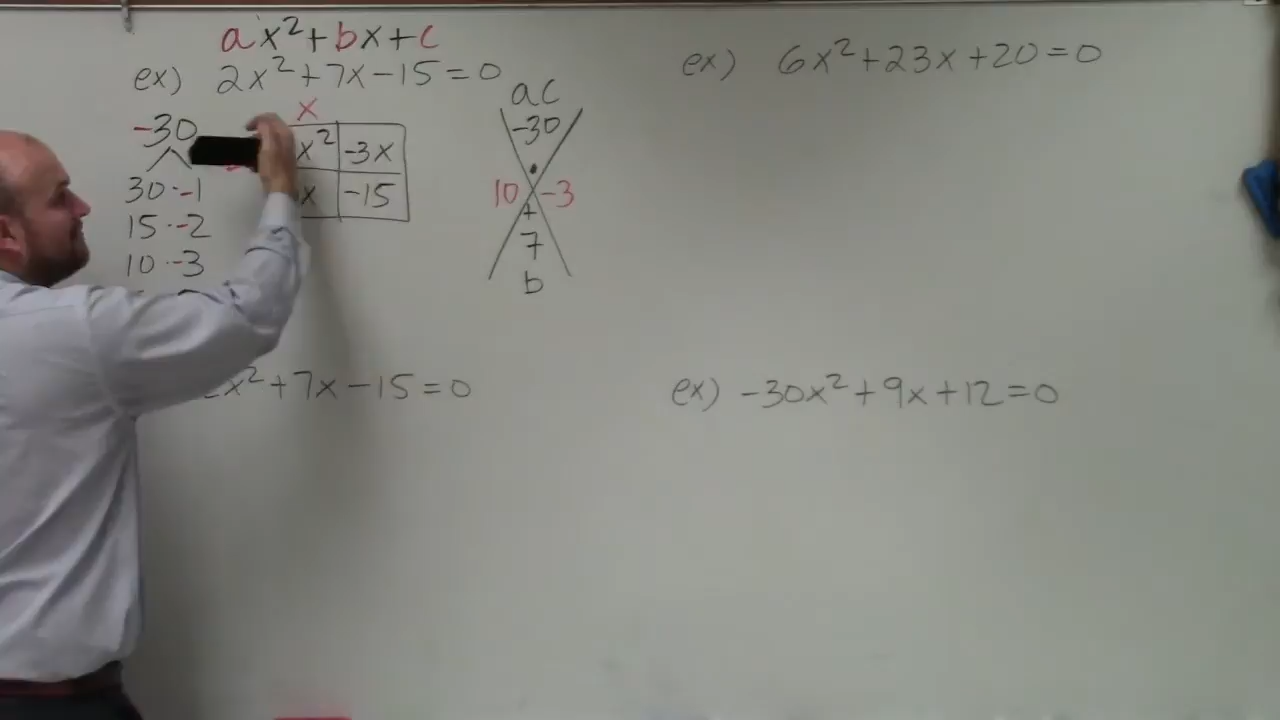 ax²+bx+c
ex) 2x²+7x-15=0
-30
30·-1
15·-2
10·-3
x
x² -3x
x -15
ac
-30
·
10 -3
+
7
b
x²+7x-15=0
ex) 6x²+23x+20=0
ex) -30x²+9x+12=0